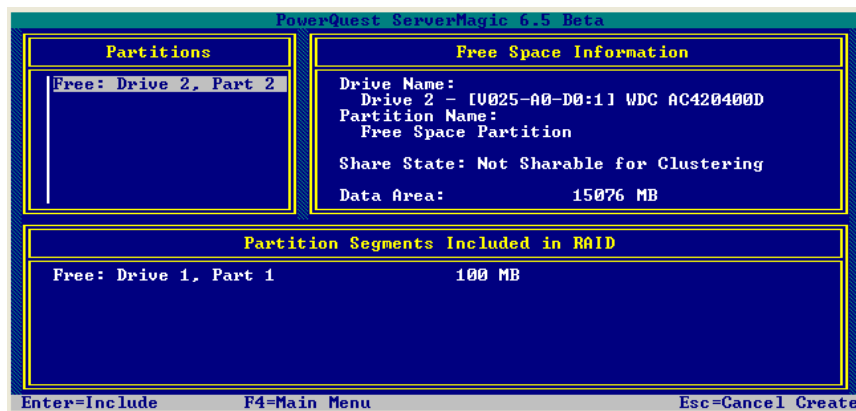 PowerQuest ServerMagic 6.5 Beta
Partitions
Free: Drive 2, Part 2
Free Space Information
Drive Name:
Drive 2 - [V025-A0-D0:1] WDC AC420400D
Partition Name:
Free Space Partition
Share State: Not Sharable for Clustering
Data Area: 15076 MB
Partition Segments Included in RAID
Free: Drive 1, Part 1 100 MB
Enter=Include F4=Main Menu Esc=Cancel Create